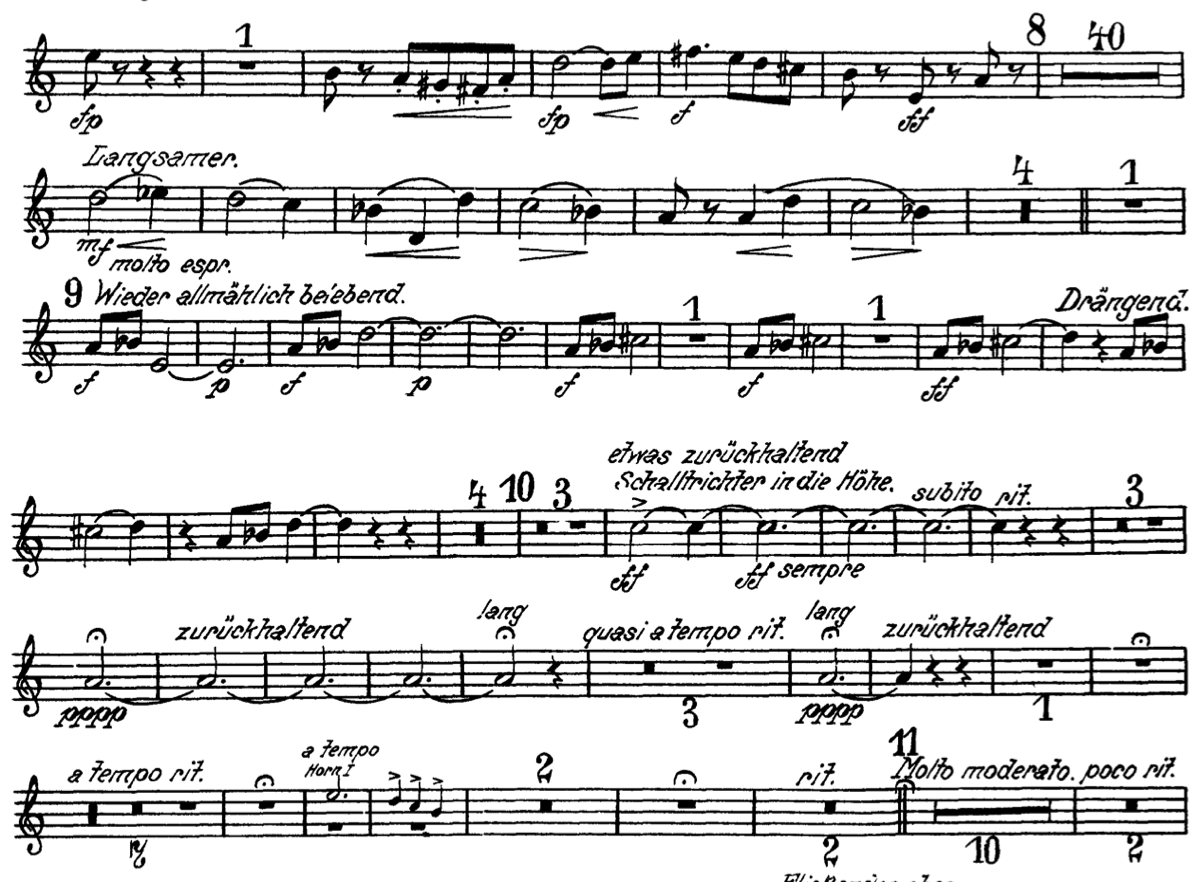 1 8 40
fp fp f ff
Langsamer.
4 1
mf
molto espr.
9 Wieder allmählich beiebend.
1 1 Drängend.
f p f p f f ff
etwas zurückhaltend
4 10 3 Schalltrichter in die Höhe. subito rit. 3
ff ff sempre
lang lang
zurückhaltend quasi a tempo rit. zurückhaltend
pppp 3 pppp 1
11
a tempo
a tempo rit. Horn I 2 rit. Molto moderato. poco rit.
2 10 2